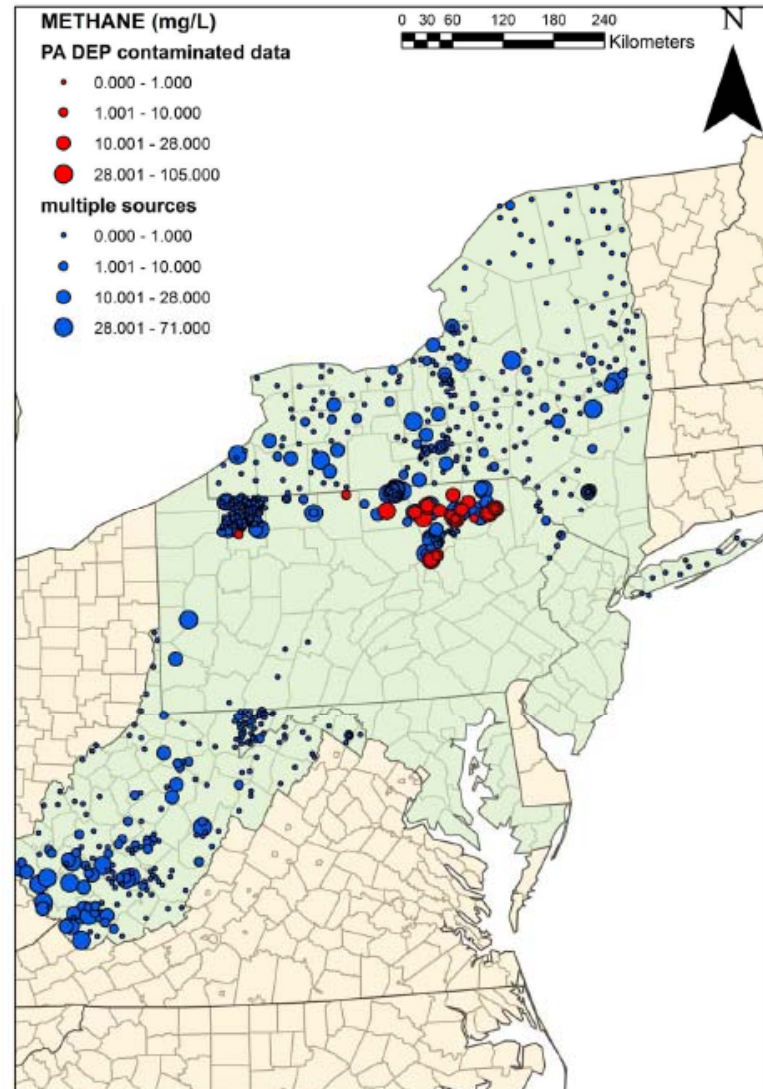 METHANE (mg/L)
PA DEP contaminated data
0.000 - 1.000
1.001 - 10.000
10.001 - 28.000
28.001 - 105.000
multiple sources
0.000 - 1.000
1.001 - 10.000
10.001 - 28.000
28.001 - 71.000
0 30 60 120 180 240
Kilometers
N